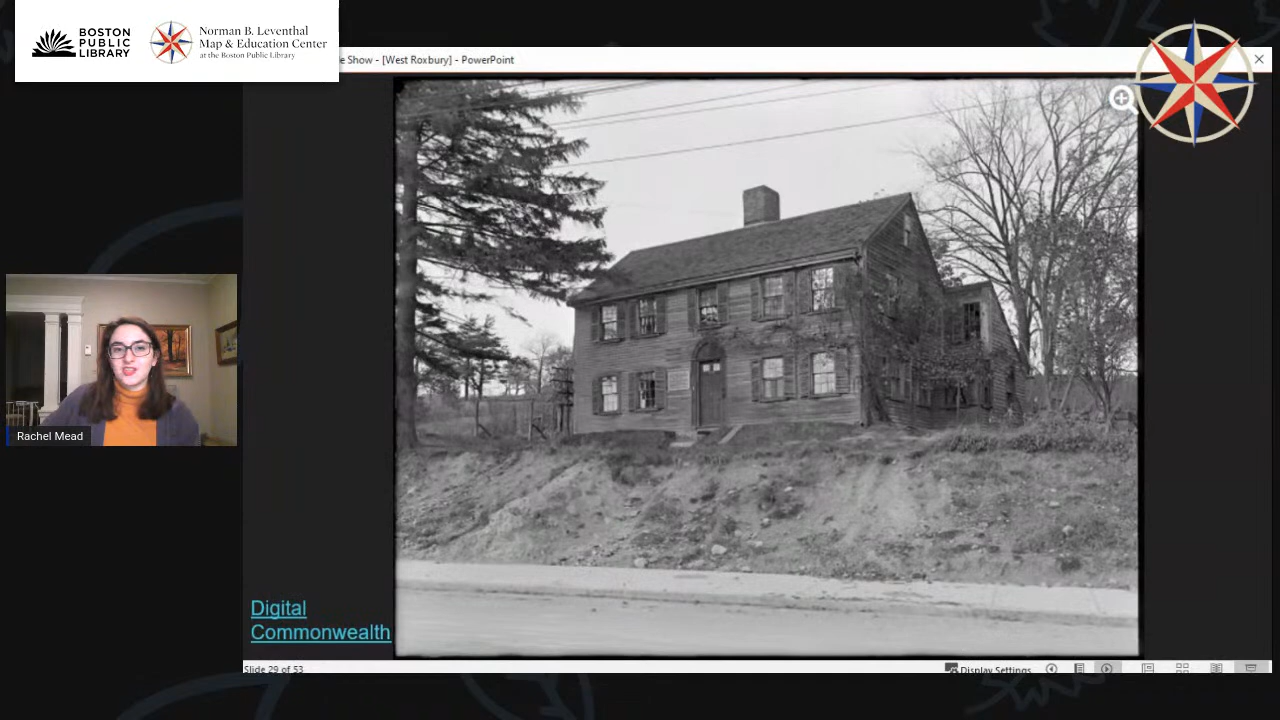 BOSTON
PUBLIC
LIBRARY
Norman B. Leventhal
Map & Education Center
at the Boston Public Library
e Show - [West Roxbury] - PowerPoint
Rachel Mead
Digital
Commonwealth
Slide 29 of 53
Display Settings